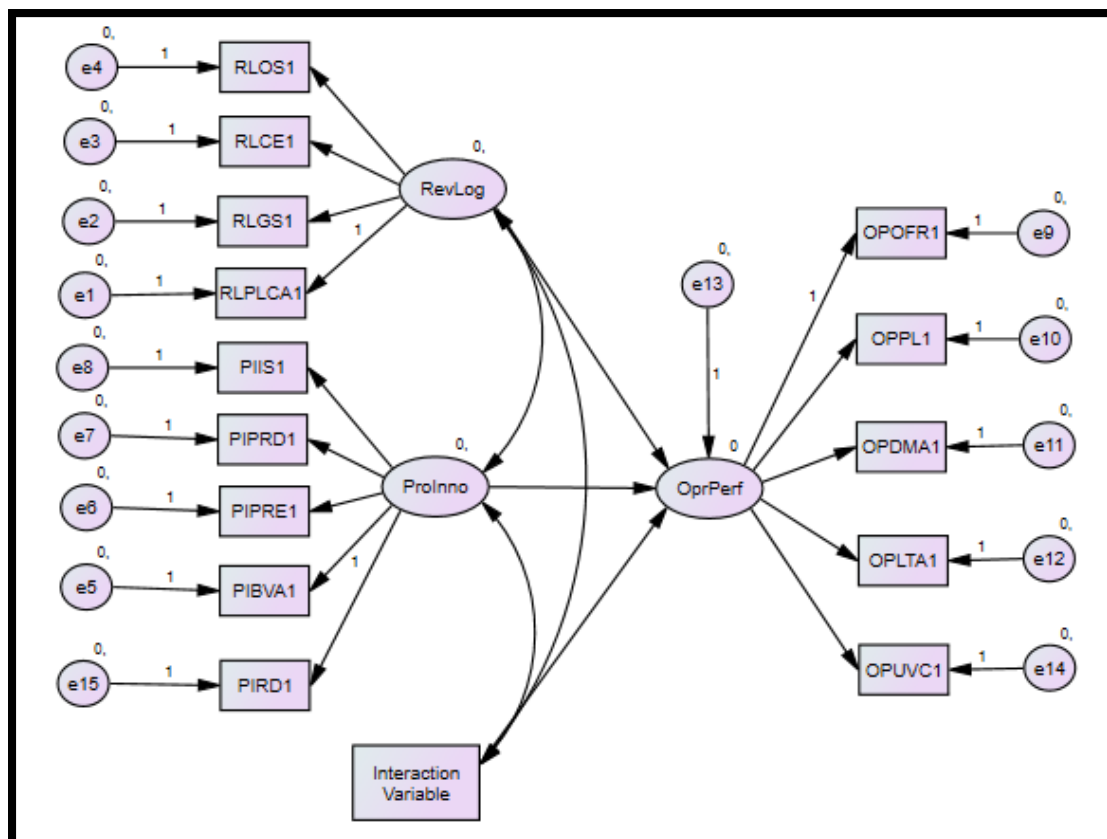 0,
e4
1
RLOS1
0,
e3
1
RLCE1
0,
RevLog
0,
e2
1
RLGS1
1
0,
e1
1
RLPLCA1
0,
e8
1
PIIS1
0,
e7
1
PIPRD1
0,
ProInno
0,
e6
1
PIPRE1
1
0,
e5
1
PIBVA1
0,
e15
1
PIRD1
Interaction
Variable
0,
e13
1
0
OprPerf
1
OPOFR1
1
0,
e9
OPPL1
1
0,
e10
OPDMA1
1
0,
e11
OPLTA1
1
0,
e12
OPUVC1
1
0,
e14